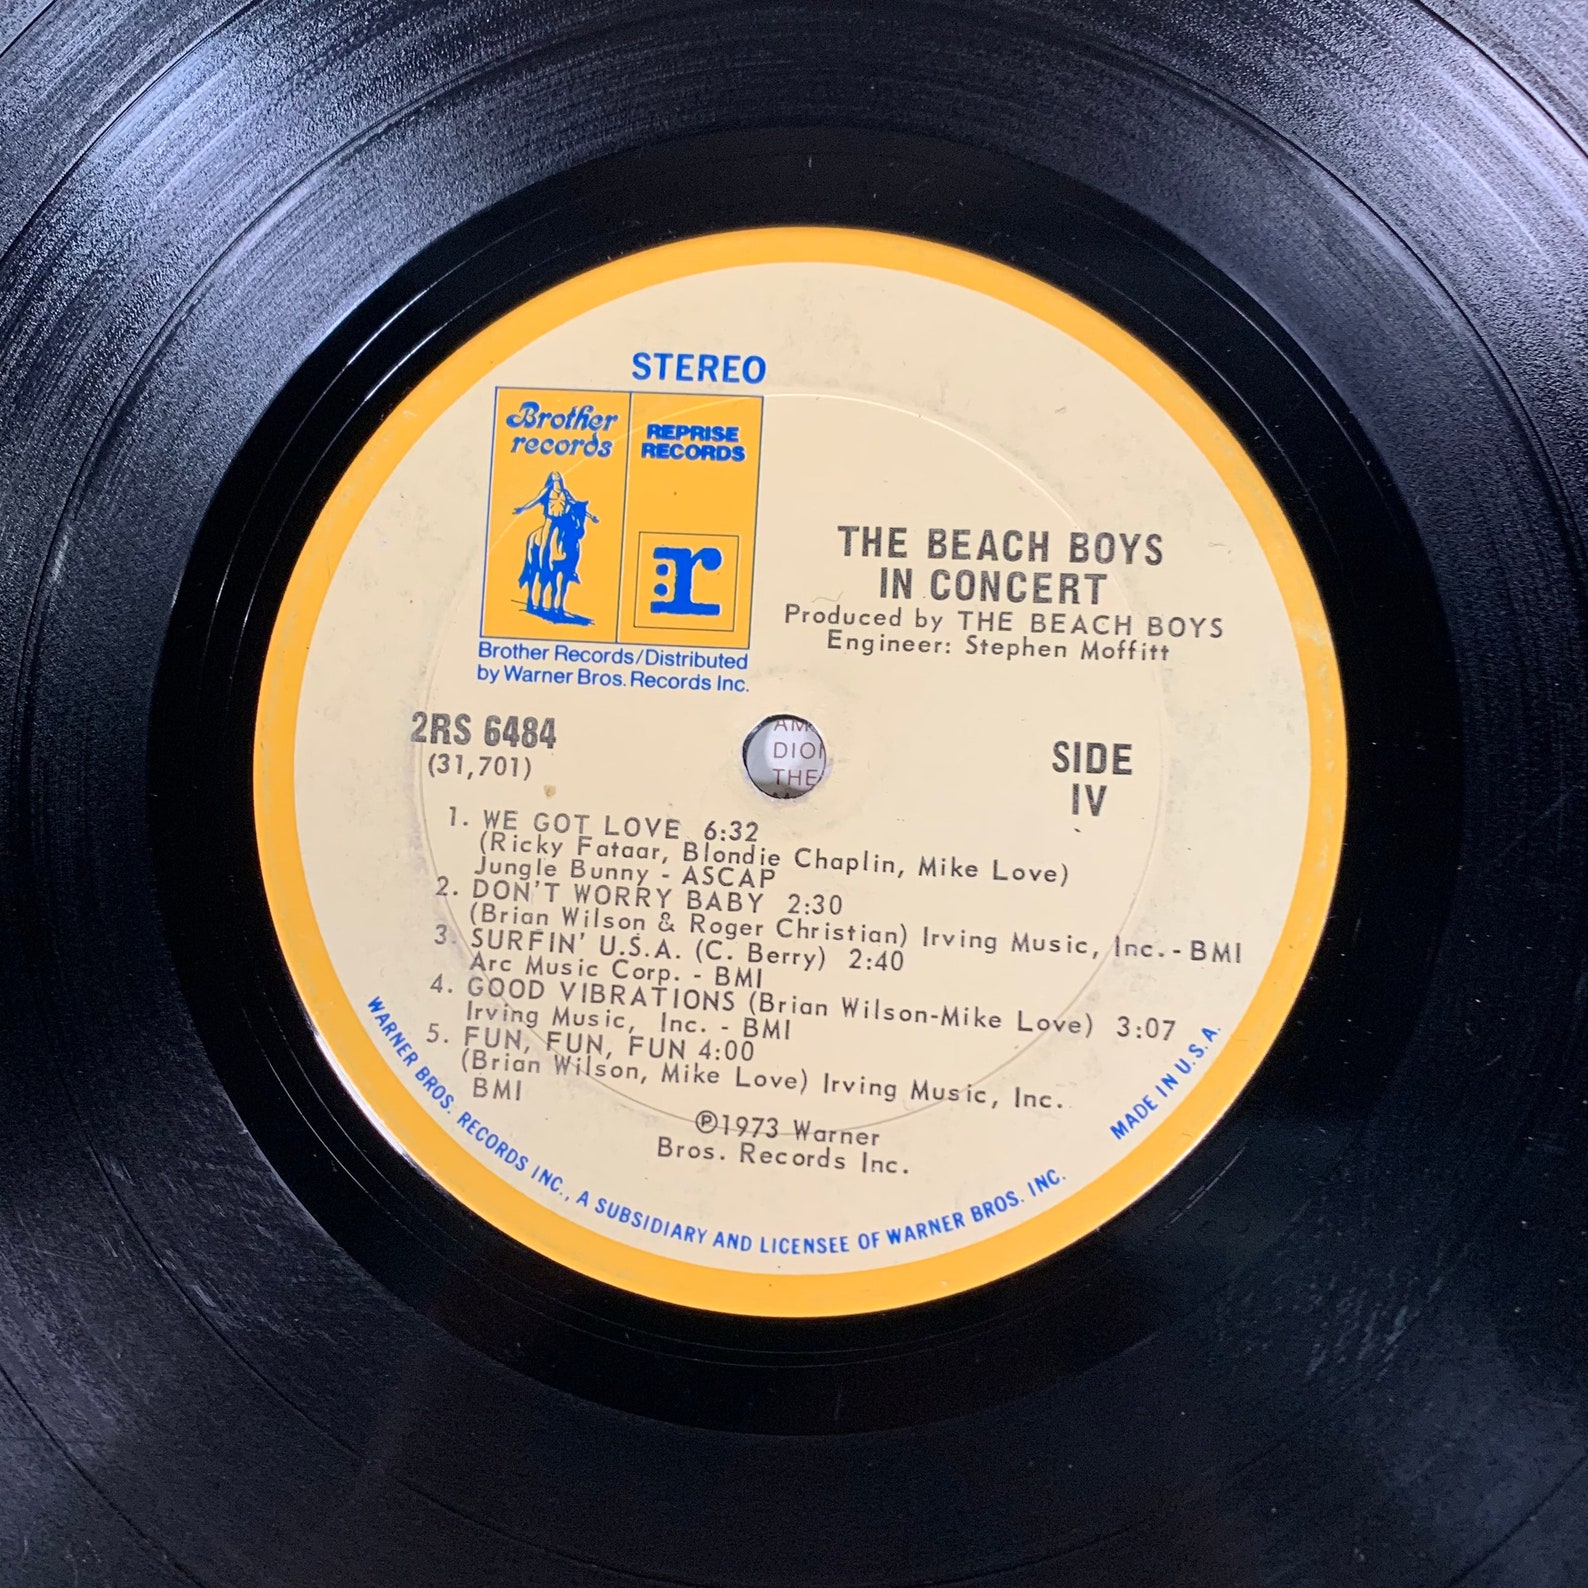 STEREO
Brother
records
REPRISE
RECORDS
r
Brother Records/Distributed
by Warner Bros. Records Inc.
THE BEACH BOYS
IN CONCERT
Produced by THE BEACH BOYS
Engineer: Stephen Moffitt
2RS 6484
(31,701)
SIDE
IV
AM
DIO
THE
1. WE GOT LOVE 6:32
(Ricky Fataar, Blondie Chaplin, Mike Love)
Jungle Bunny - ASCAP
2. DON'T WORRY BABY 2:30
(Brian Wilson & Roger Christian) Irving Music, Inc. - BMI
3. SURFIN' U.S.A. (C. Berry) 2:40
Arc Music Corp. - BMI
4. GOOD VIBRATIONS (Brian Wilson-Mike Love) 3:07
Irving Music, Inc. - BMI
5. FUN, FUN, FUN 4:00
(Brian Wilson, Mike Love) Irving Music, Inc.
BMI
℗1973 Warner
Bros. Records Inc.
WARNER BROS. RECORDS INC., A SUBSIDIARY AND LICENSEE OF WARNER BROS. INC.
MADE IN U.S.A.